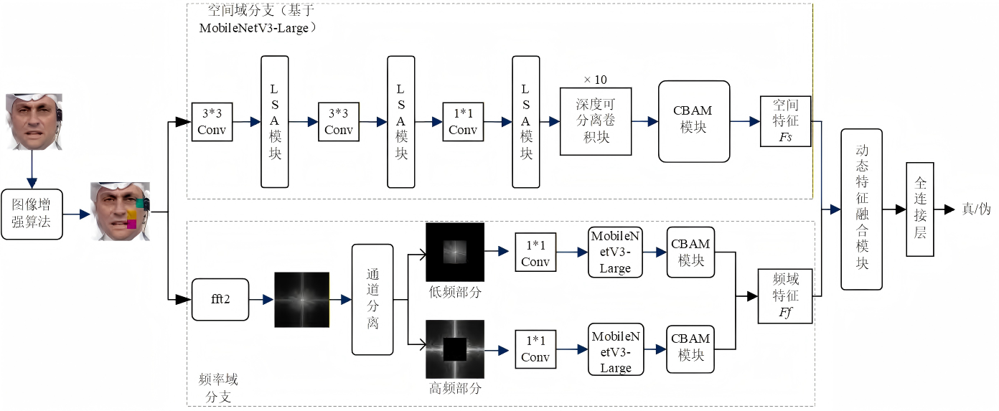 空间域分支（基于
MobileNetV3-Large）
图像增
强算法
3*3
Conv
L
S
A
模
块
3*3
Conv
L
S
A
模
块
1*1
Conv
L
S
A
模
块
× 10
深度可
分离卷
积块
CBAM
模块
空间
特征
Fs
fft2
通
道
分
离
低频部分
1*1
Conv
MobileN
etV3-
Large
CBAM
模块
高频部分
1*1
Conv
MobileN
etV3-
Large
CBAM
模块
频域
特征
Ff
频率域
分支
动
态
特
征
融
合
模
块
全
连
接
层
真/伪